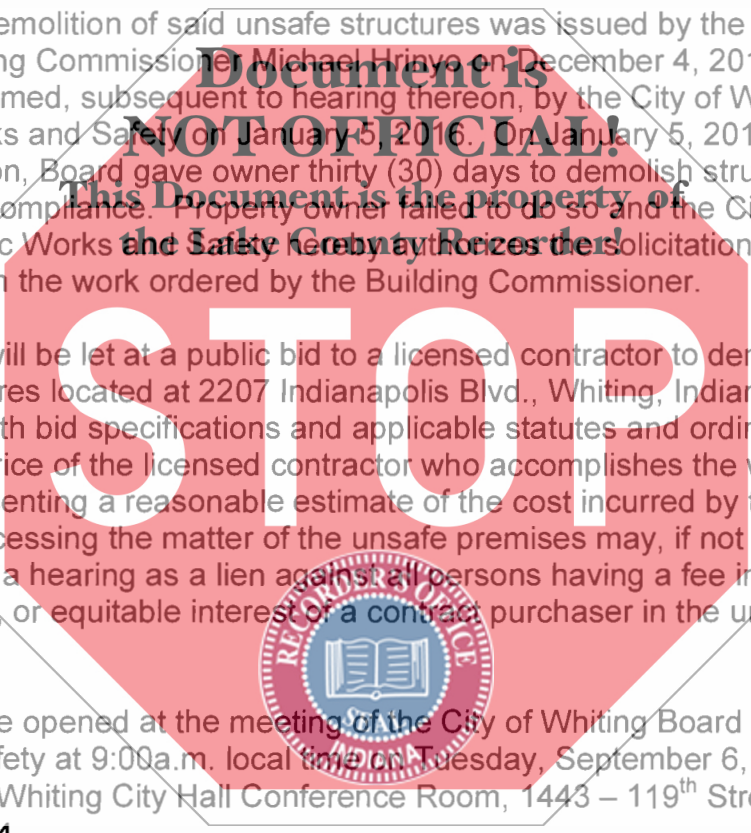 emolition of said unsafe structures was issued by the
ng Commissioner Michael Hrinyo on December 4, 201
Document is
med, subsequent to hearing thereon, by the City of W
ks and Safety on January 5, 2016. On January 5, 201
NOT OFFICIAL!
on, Board gave owner thirty (30) days to demolish stru
This Document is the property of
ompliance. Property owner failed to do so and the Ci
c Works and Safety hereby authorizes the solicitation
the Lake County Recorder!
the work ordered by the Building Commissioner.
STOP
ill be let at a public bid to a licensed contractor to den
res located at 2207 Indianapolis Blvd., Whiting, Indian
th bid specifications and applicable statutes and ordin
rice of the licensed contractor who accomplishes the
enting a reasonable estimate of the cost incurred by
cessing the matter of the unsafe premises may, if not
a hearing as a lien against all persons having a fee in
, or equitable interest of a contract purchaser in the u
RECORDER'S OFFICE
SEAL
INDIANA
e opened at the meeting of the City of Whiting Board
fety at 9:00a.m. local time on Tuesday, September 6,
Whiting City Hall Conference Room, 1443 – 119th Stre